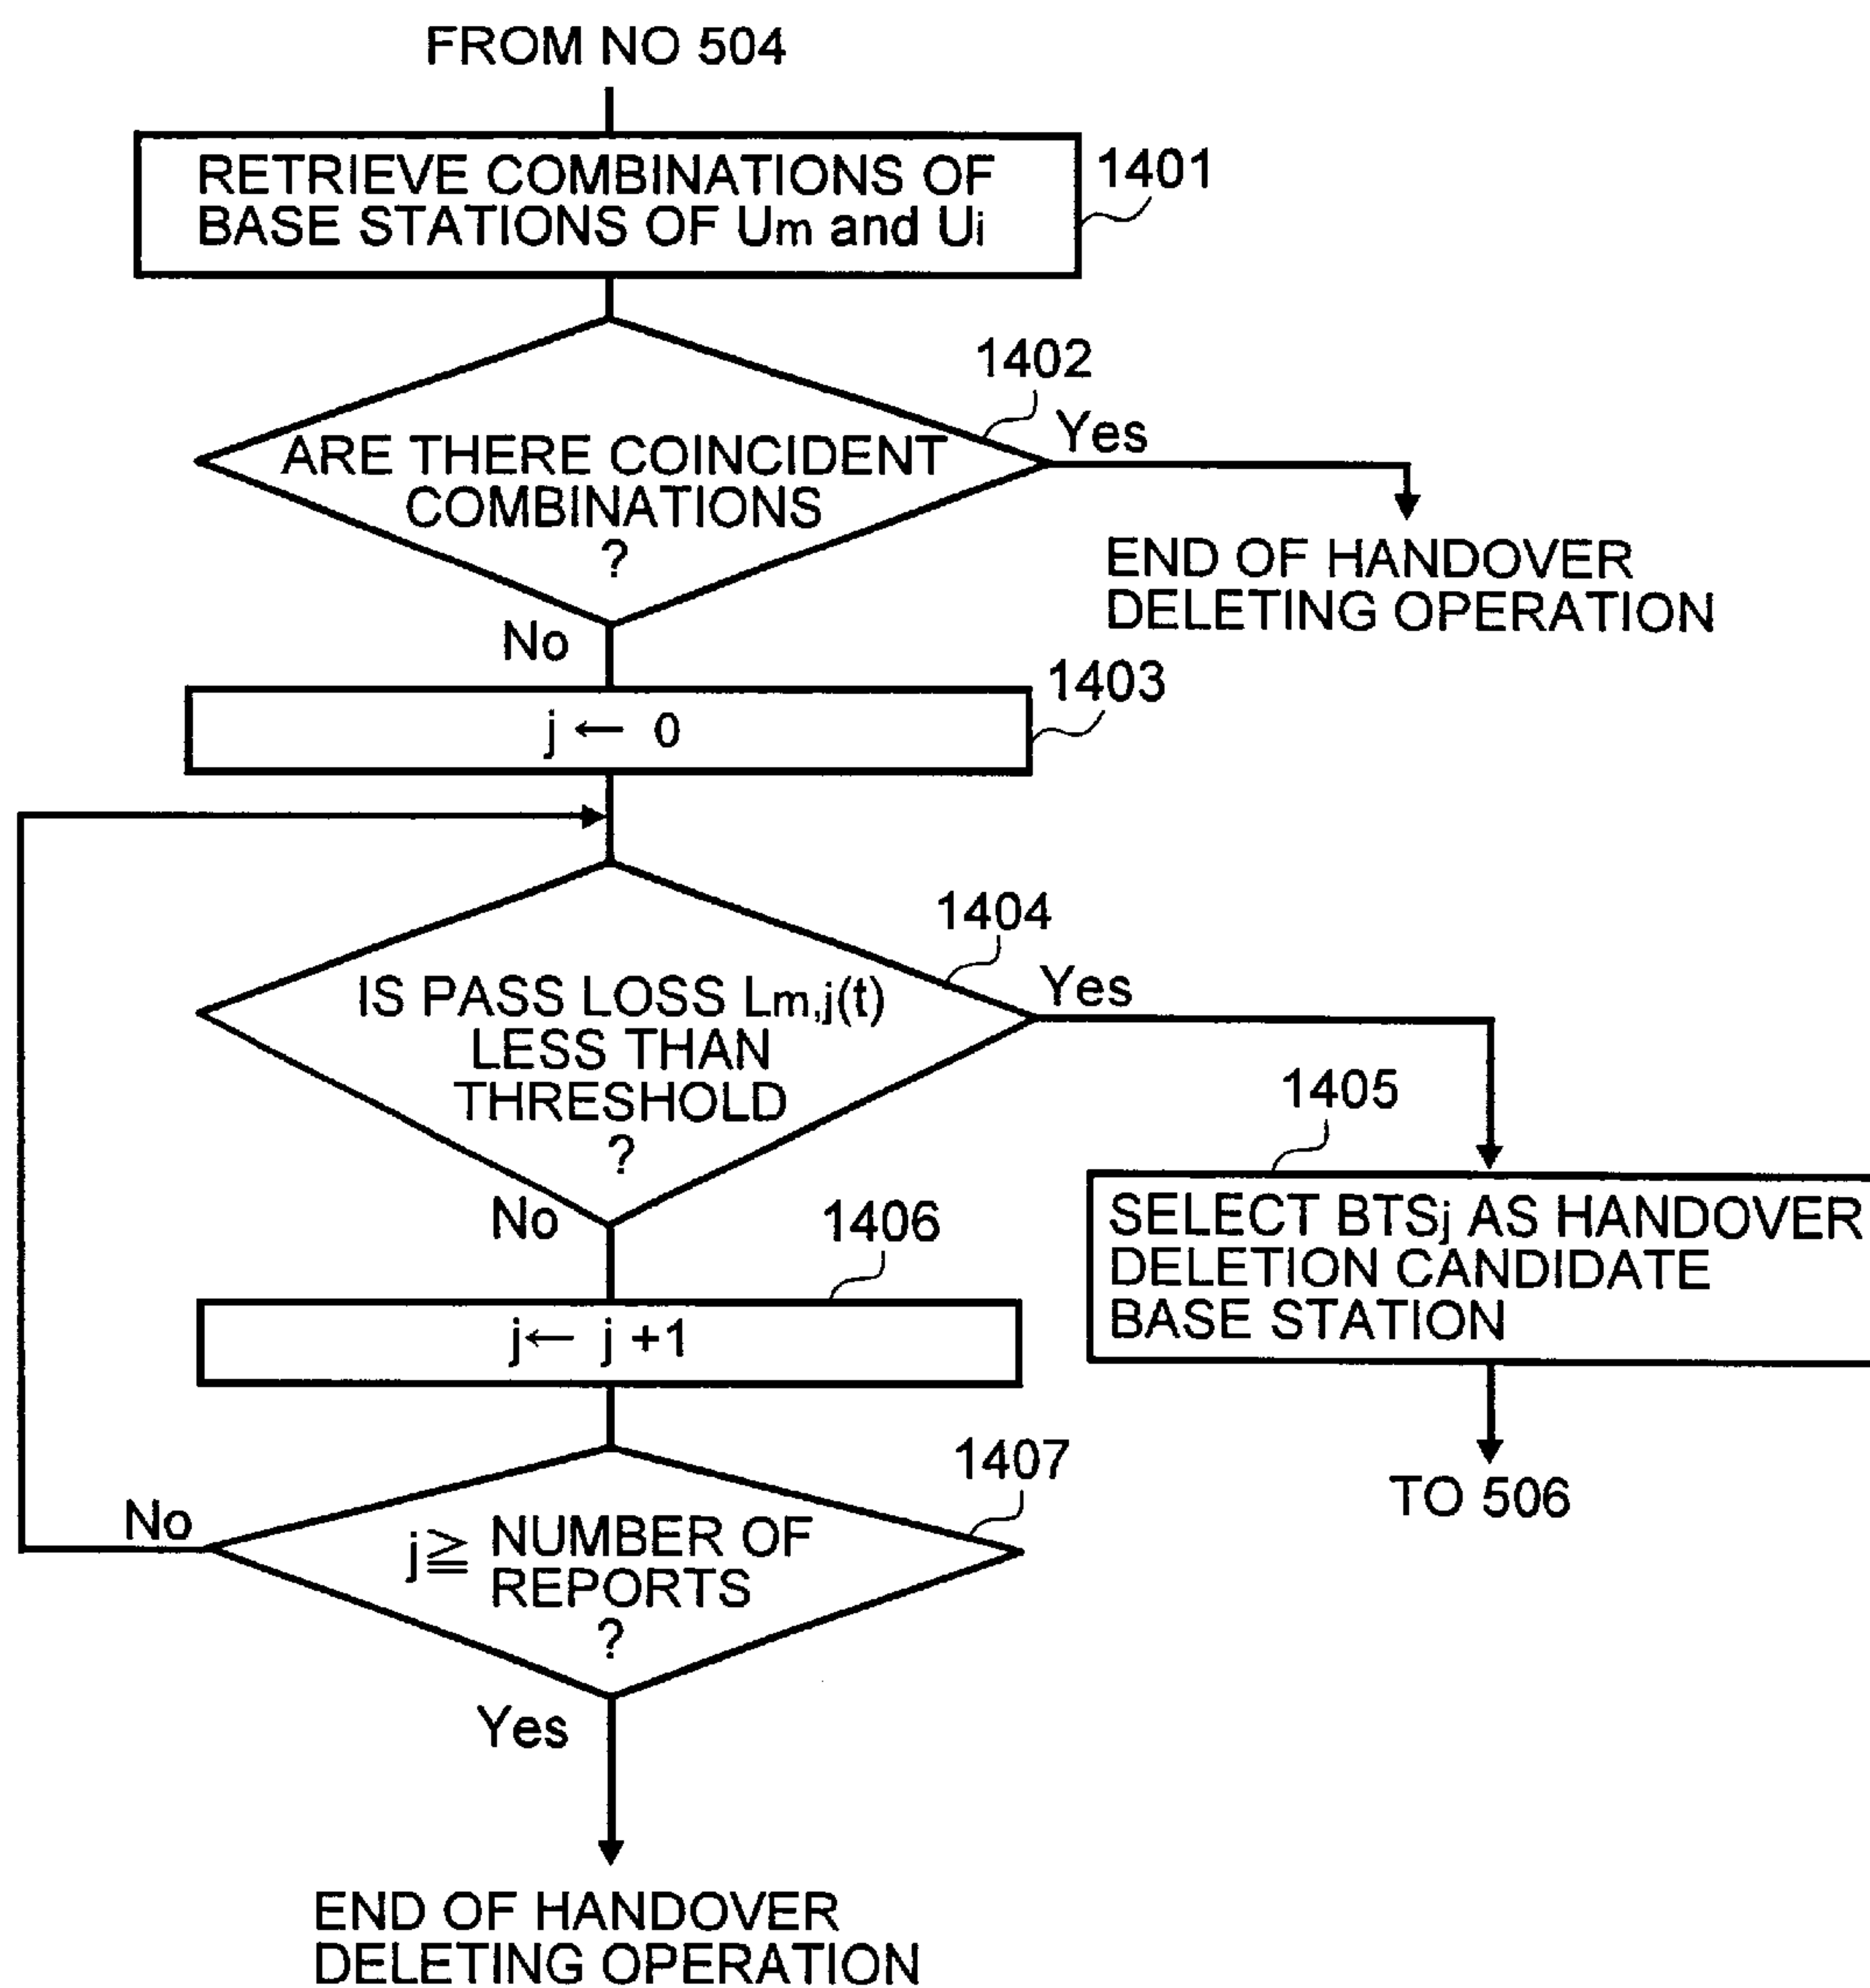 FROM NO 504
RETRIEVE COMBINATIONS OF
BASE STATIONS OF Um and Ui
1401
1402
Yes
ARE THERE COINCIDENT
COMBINATIONS
?
END OF HANDOVER
DELETING OPERATION
No
1403
j ← 0
1404
Yes
IS PASS LOSS Lm,j(t)
LESS THAN
THRESHOLD
?
1405
No
1406
SELECT BTSj AS HANDOVER
DELETION CANDIDATE
BASE STATION
j ← j +1
1407
TO 506
No
j ≧ NUMBER OF
REPORTS
?
Yes
END OF HANDOVER
DELETING OPERATION